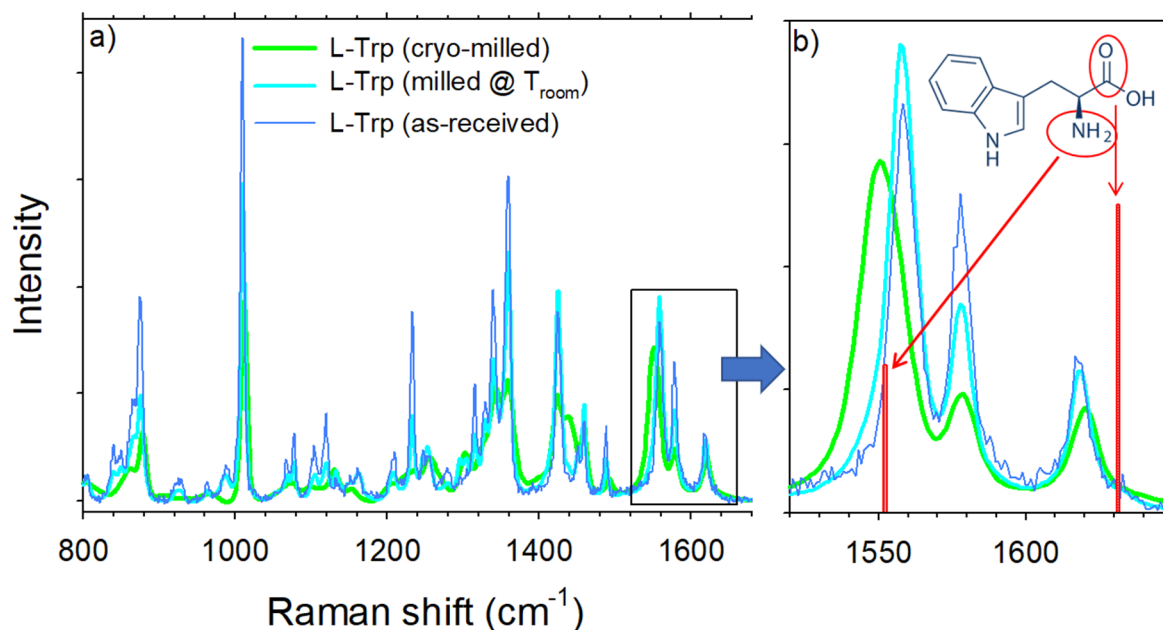 a)
L-Trp (cryo-milled)
L-Trp (milled @ Troom)
L-Trp (as-received)
Intensity
800
1000
1200
1400
1600
b)
O
OH
NH2
N
H
1550
1600
Raman shift (cm-1)